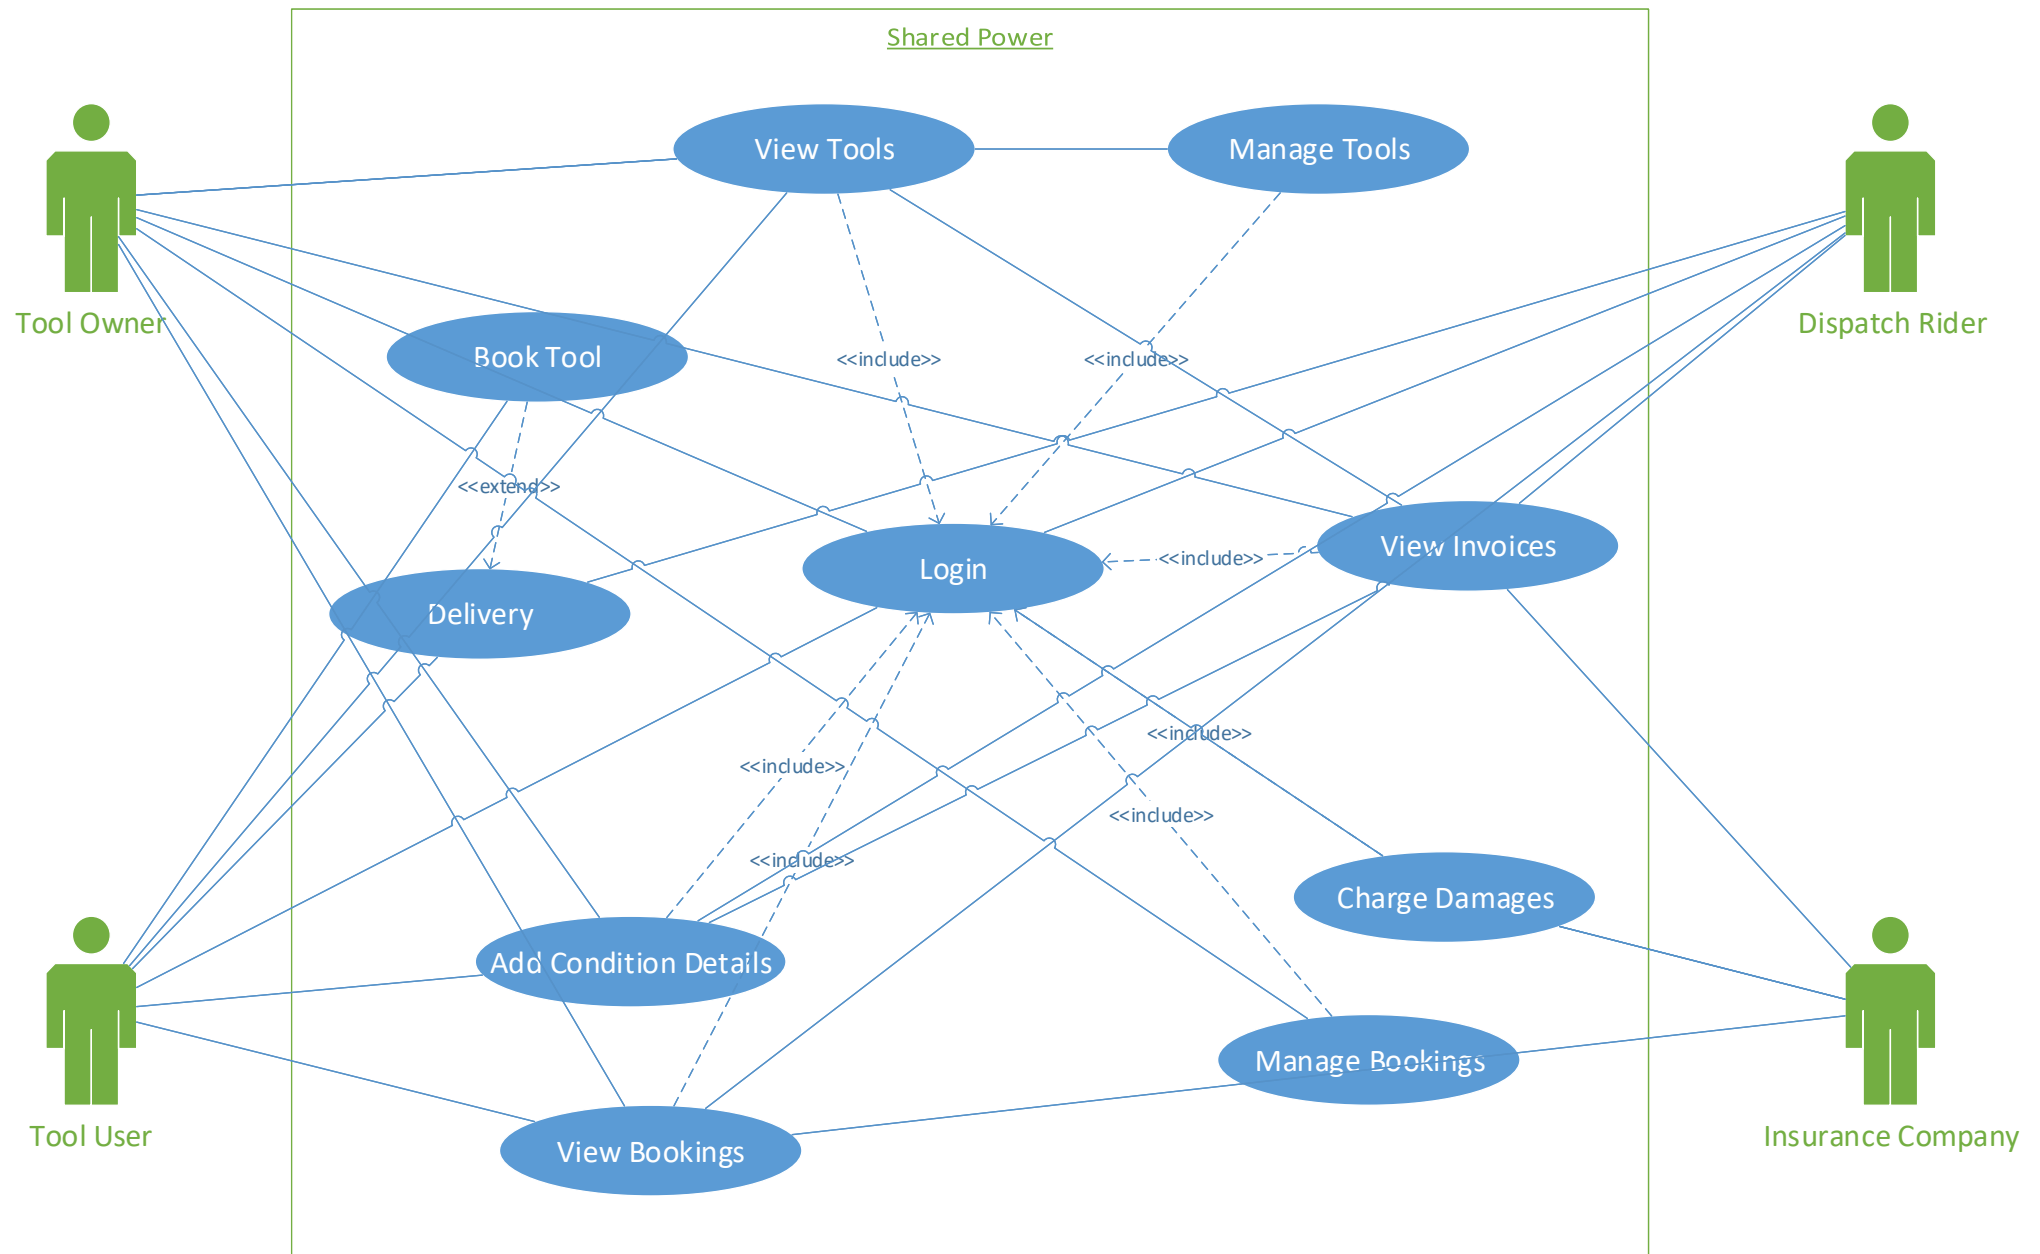 Shared Power
View Tools
Manage Tools
Tool Owner
Dispatch Rider
Book Tool
<<include>>
<<include>>
<<extend>>
Login
<<include>>
View Invoices
Delivery
<<include>>
<<include>>
<<include>>
<<include>>
Charge Damages
Add Condition Details
Manage Bookings
Tool User
View Bookings
Insurance Company